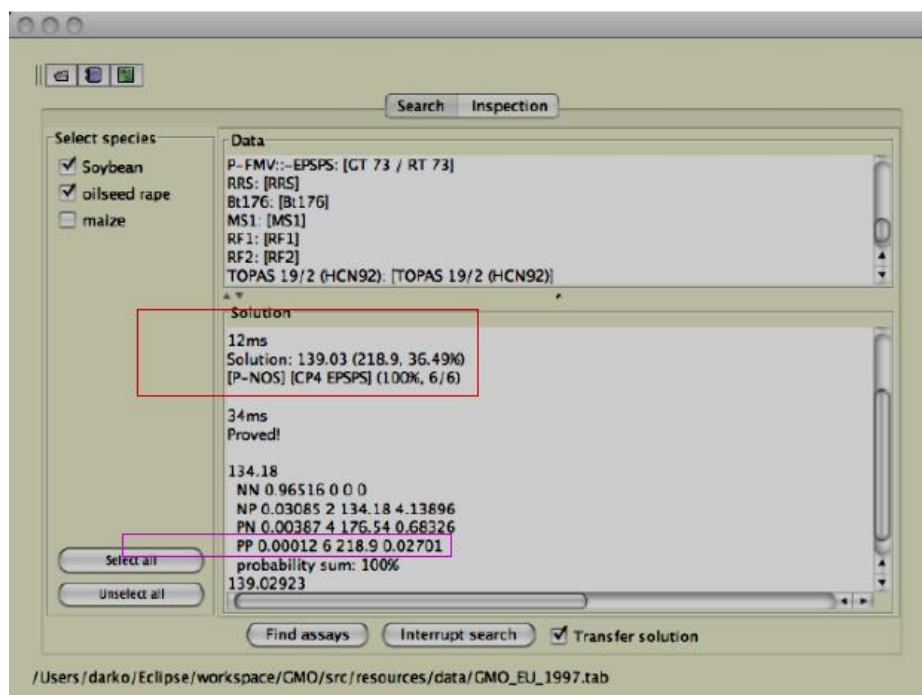 Search Inspection
Select species
Soybean
oilseed rape
maize
Data
P-FMV::-EPSPS: [GT 73 / RT 73]
RRS: [RRS]
Bt176: [Bt176]
MS1: [MS1]
RF1: [RF1]
RF2: [RF2]
TOPAS 19/2 (HCN92): [TOPAS 19/2 (HCN92)]
Solution
12ms
Solution: 139.03 (218.9, 36.49%)
[P-NOS] [CP4 EPSPS] (100%, 6/6)
34ms
Proved!
134.18
NN 0.96516 0 0 0
NP 0.03085 2 134.18 4.13896
PN 0.00387 4 176.54 0.68326
PP 0.00012 6 218.9 0.02701
probability sum: 100%
139.02923
Select all
Unselect all
Find assays Interrupt search Transfer solution
/Users/darko/Eclipse/workspace/GMO/src/resources/data/GMO_EU_1997.tab